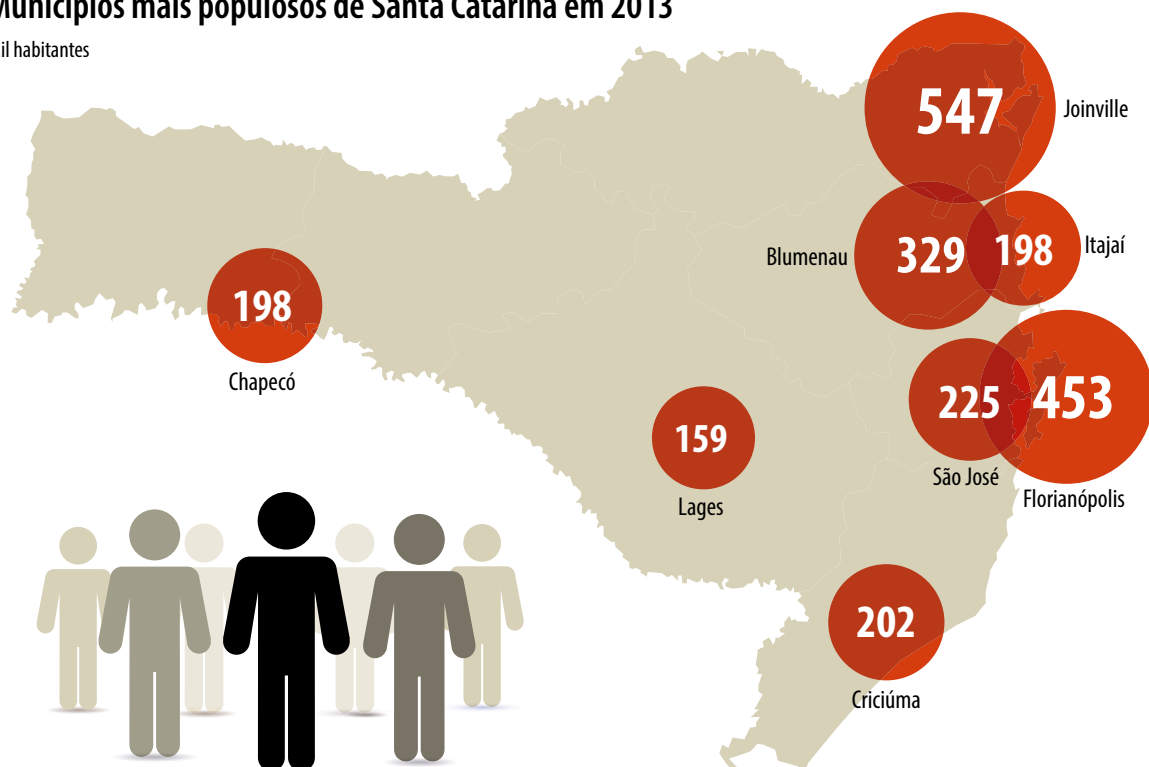 Municípios mais populosos de Santa Catarina em 2013
il habitantes
547
Joinville
Blumenau
329
198
Itajaí
198
Chapecó
225
453
São José
Florianópolis
159
Lages
202
Criciúma